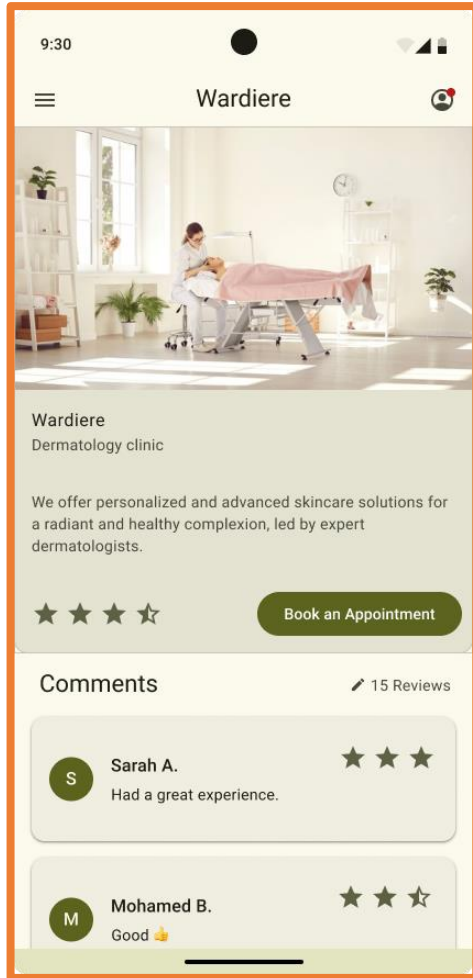 9:30
Wardiere
Wardiere
Dermatology clinic
We offer personalized and advanced skincare solutions for
a radiant and healthy complexion, led by expert
dermatologists.
Book an Appointment
Comments
15 Reviews
S
Sarah A.
Had a great experience.
M
Mohamed B.
Good 👍